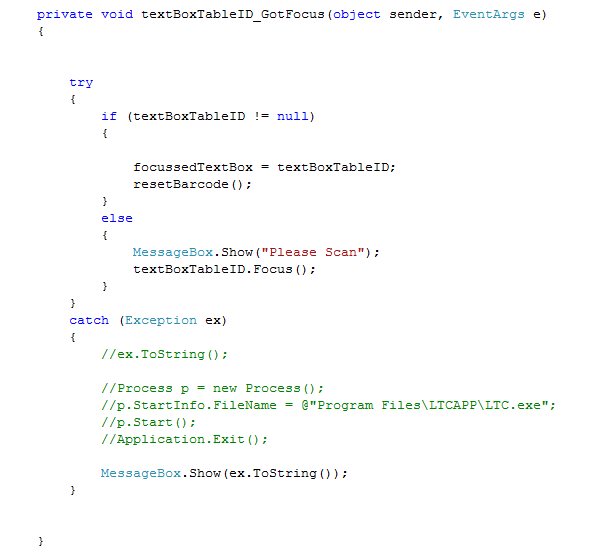 private void textBoxTableID_GotFocus(object sender, EventArgs e)
{
try
{
if (textBoxTableID != null)
{
focussedTextBox = textBoxTableID;
resetBarcode();
}
else
{
MessageBox.Show("Please Scan");
textBoxTableID.Focus();
}
}
catch (Exception ex)
{
//ex.ToString();
//Process p = new Process();
//p.StartInfo.FileName = @"Program Files\LTCAPP\LTC.exe";
//p.Start();
//Application.Exit();
MessageBox.Show(ex.ToString());
}
}